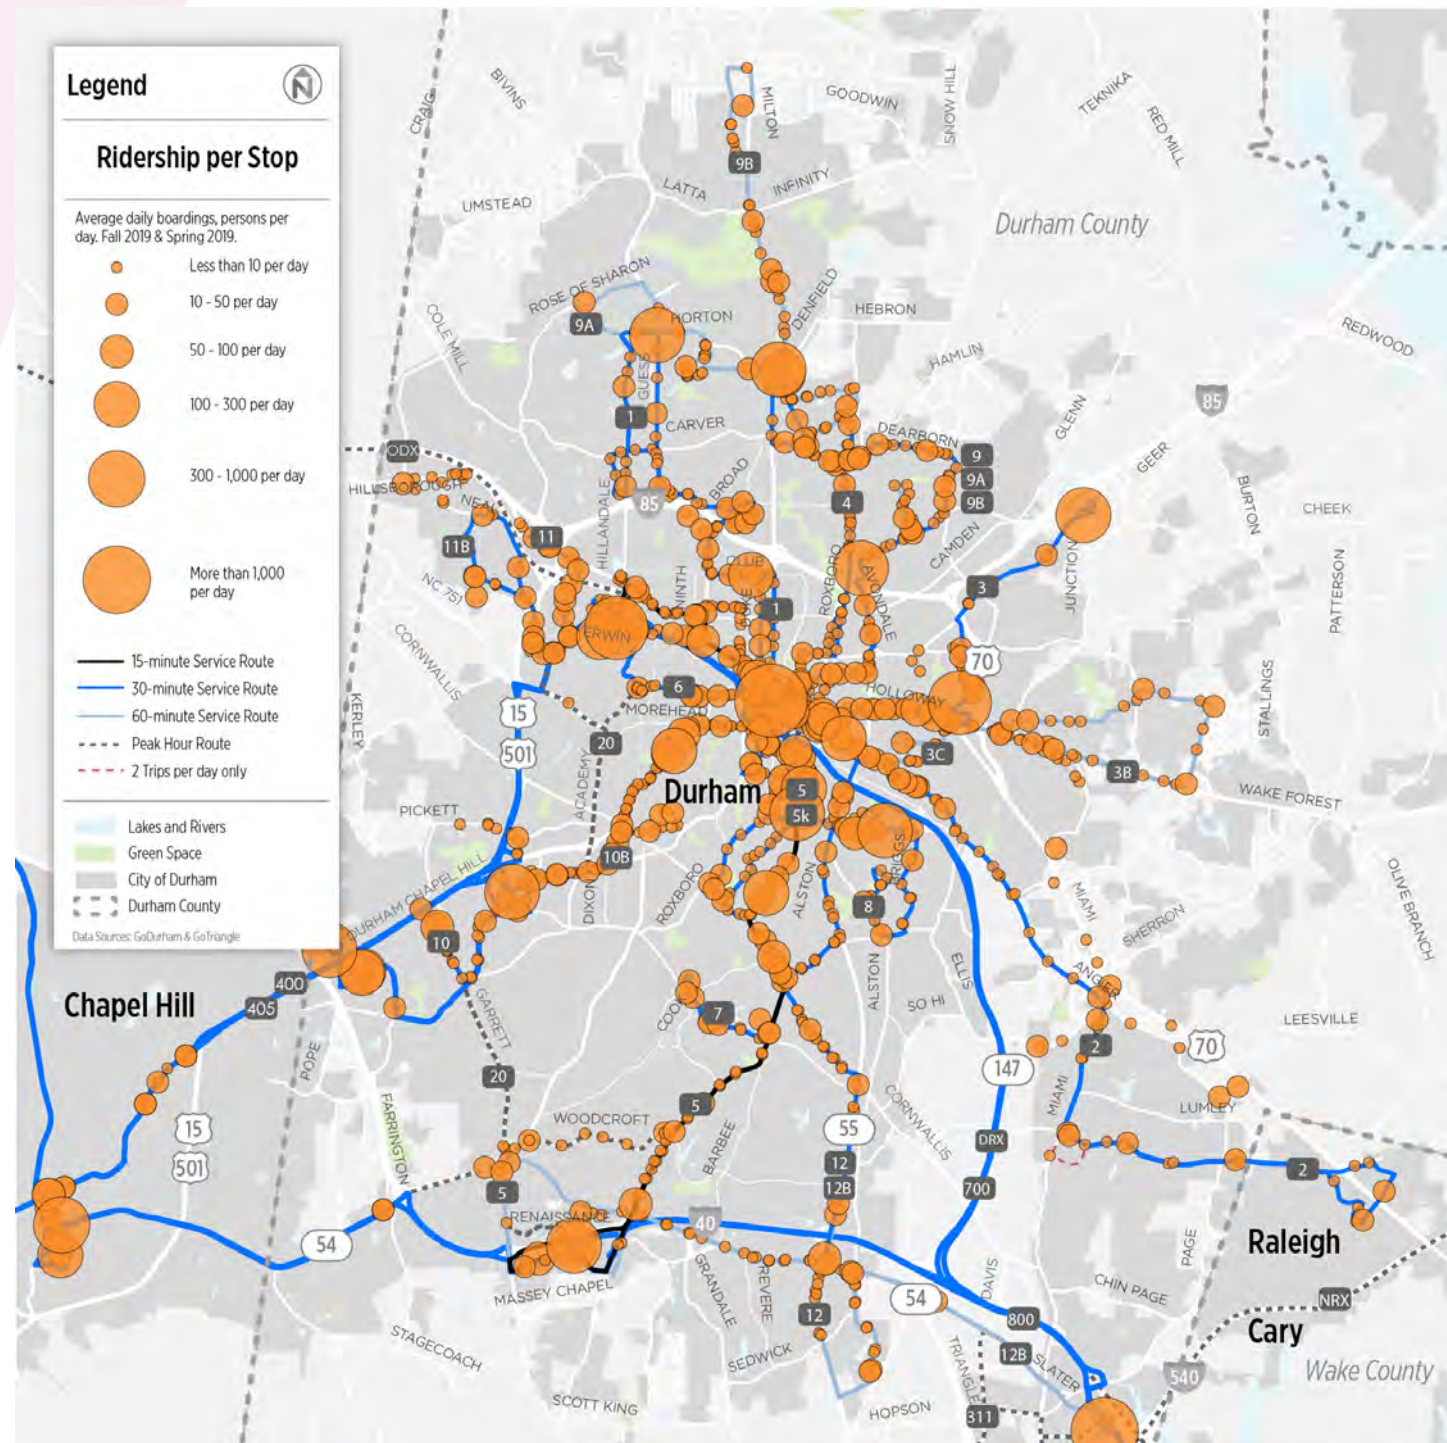 Legend
N
Ridership per Stop
Average daily boardings, persons per
day. Fall 2019 & Spring 2019.
Less than 10 per day
10 - 50 per day
50 - 100 per day
100 - 300 per day
300 - 1,000 per day
More than 1,000
per day
15-minute Service Route
30-minute Service Route
60-minute Service Route
Peak Hour Route
2 Trips per day only
Lakes and Rivers
Green Space
City of Durham
Durham County
Data Sources: GoDurham & GoTriangle
CRAIG
BIVINS
MILTON
GOODWIN
SNOW HILL
TEKNIKA
RED MILL
9B
LATTA
INFINITY
UMSTEAD
Durham County
ROSE OF SHARON
9A
HORTON
DENFIELD
HEBRON
REDWOOD
COLE MILL
GUESS
HAMLIN
85
1
CARVER
DEARBORN
GLENN
GEER
9
9A
9B
ODX
HILLSBOROUGH
NEAL
HILLANDALE
85
BROAD
4
BURTON
CHEEK
11B
11
CLUB
CAMDEN
ROXBORO
AVONDALE
JUNCTION
PATTERSON
NC 751
NINTH
DUKE
1
3
CORNWALLIS
ERWIN
70
KERLEY
6
MOREHEAD
HOLLOWAY
STALLINGS
15
501
20
3C
3B
ACADEMY
Durham
5
5k
WAKE FOREST
PICKETT
10B
DURHAM CHAPEL HILL
DIXON
ROXBORO
ALSTON
BRIGGS
8
MIAMI
SHERRON
OLIVE BRANCH
10
400
405
Chapel Hill
GARRETT
COOK
7
ALSTON
ELLIS
SO HI
ANGIER
LEESVILLE
2
70
POPE
20
147
MIAMI
LUMLEY
15
501
FARRINGTON
WOODCROFT
5
BARBEE
55
CORNWALLIS
DRX
12
12B
700
2
5
RENAISSANCE
40
54
MASSEY CHAPEL
GRANDALE
REVERE
12
54
DAVIS
PAGE
Raleigh
CHIN PAGE
NRX
800
Cary
STAGECOACH
SEDWICK
TRIANGLE
12B
SLATER
540
Wake County
SCOTT KING
HOPSON
311